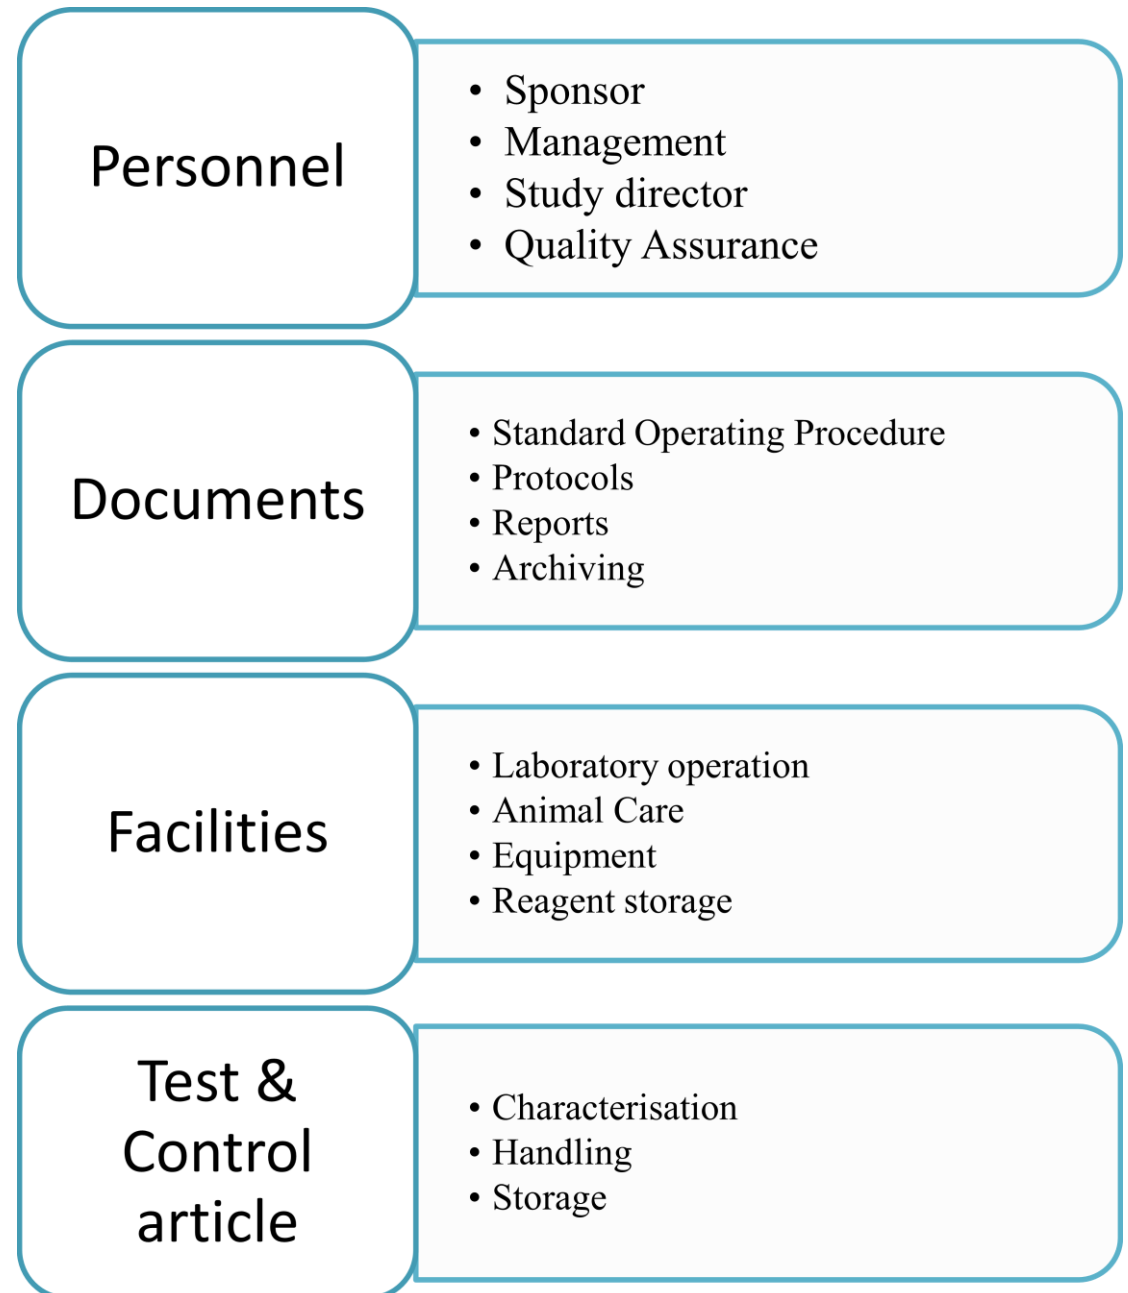 Personnel
• Sponsor
• Management
• Study director
• Quality Assurance
Documents
• Standard Operating Procedure
• Protocols
• Reports
• Archiving
Facilities
• Laboratory operation
• Animal Care
• Equipment
• Reagent storage
Test &
Control
article
• Characterisation
• Handling
• Storage